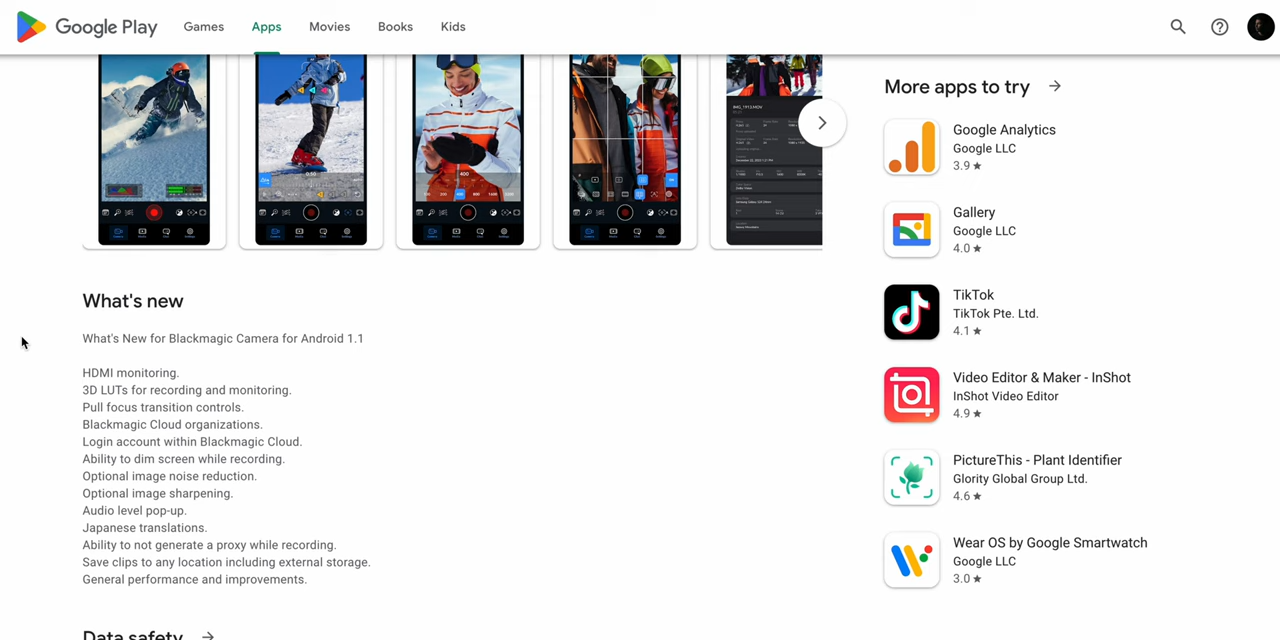 Google Play
Games
Apps
Movies
Books
Kids
0:50
400
IMG_1913.MOV
What's new
What's New for Blackmagic Camera for Android 1.1
HDMI monitoring.
3D LUTs for recording and monitoring.
Pull focus transition controls.
Blackmagic Cloud organizations.
Login account within Blackmagic Cloud.
Ability to dim screen while recording.
Optional image noise reduction.
Optional image sharpening.
Audio level pop-up.
Japanese translations.
Ability to not generate a proxy while recording.
Save clips to any location including external storage.
General performance and improvements.
Data safety
More apps to try
Google Analytics
Google LLC
3.9 ★
Gallery
Google LLC
4.0 ★
TikTok
TikTok Pte. Ltd.
4.1 ★
Video Editor & Maker - InShot
InShot Video Editor
4.9 ★
PictureThis - Plant Identifier
Glority Global Group Ltd.
4.6 ★
Wear OS by Google Smartwatch
Google LLC
3.0 ★